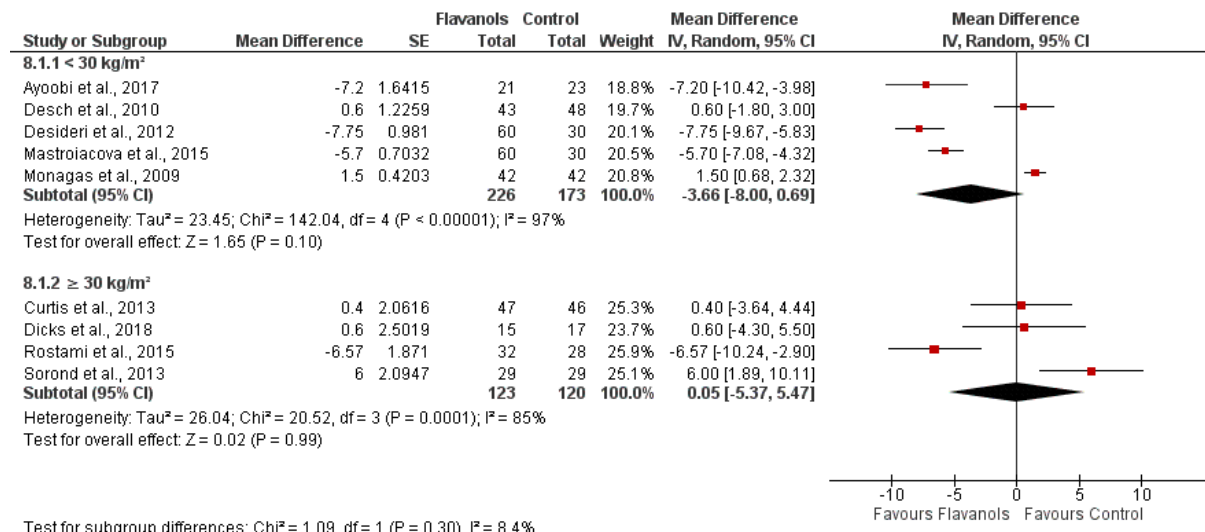 Flavanols Control Mean Difference Mean Difference
Study or Subgroup Mean Difference SE Total Total Weight IV, Random, 95% CI IV, Random, 95% CI
8.1.1 < 30 kg/m²
Ayoobi et al., 2017 -7.2 1.6415 21 23 18.8% -7.20 [-10.42, -3.98]
Desch et al., 2010 0.6 1.2259 43 48 19.7% 0.60 [-1.80, 3.00]
Desideri et al., 2012 -7.75 0.981 60 30 20.1% -7.75 [-9.67, -5.83]
Mastroiacova et al., 2015 -5.7 0.7032 60 30 20.5% -5.70 [-7.08, -4.32]
Monagas et al., 2009 1.5 0.4203 42 42 20.8% 1.50 [0.68, 2.32]
Subtotal (95% CI) 226 173 100.0% -3.66 [-8.00, 0.69]
Heterogeneity: Tau² = 23.45; Chi² = 142.04, df = 4 (P < 0.00001); I² = 97%
Test for overall effect: Z = 1.65 (P = 0.10)
8.1.2 ≥ 30 kg/m²
Curtis et al., 2013 0.4 2.0616 47 46 25.3% 0.40 [-3.64, 4.44]
Dicks et al., 2018 0.6 2.5019 15 17 23.7% 0.60 [-4.30, 5.50]
Rostami et al., 2015 -6.57 1.871 32 28 25.9% -6.57 [-10.24, -2.90]
Sorond et al., 2013 6 2.0947 29 29 25.1% 6.00 [1.89, 10.11]
Subtotal (95% CI) 123 120 100.0% 0.05 [-5.37, 5.47]
Heterogeneity: Tau² = 26.04; Chi² = 20.52, df = 3 (P = 0.0001); I² = 85%
Test for overall effect: Z = 0.02 (P = 0.99)
-10 -5 0 5 10
Favours Flavanols Favours Control
Test for subgroup differences: Chi² = 1.09, df = 1 (P = 0.30), I² = 8.4%